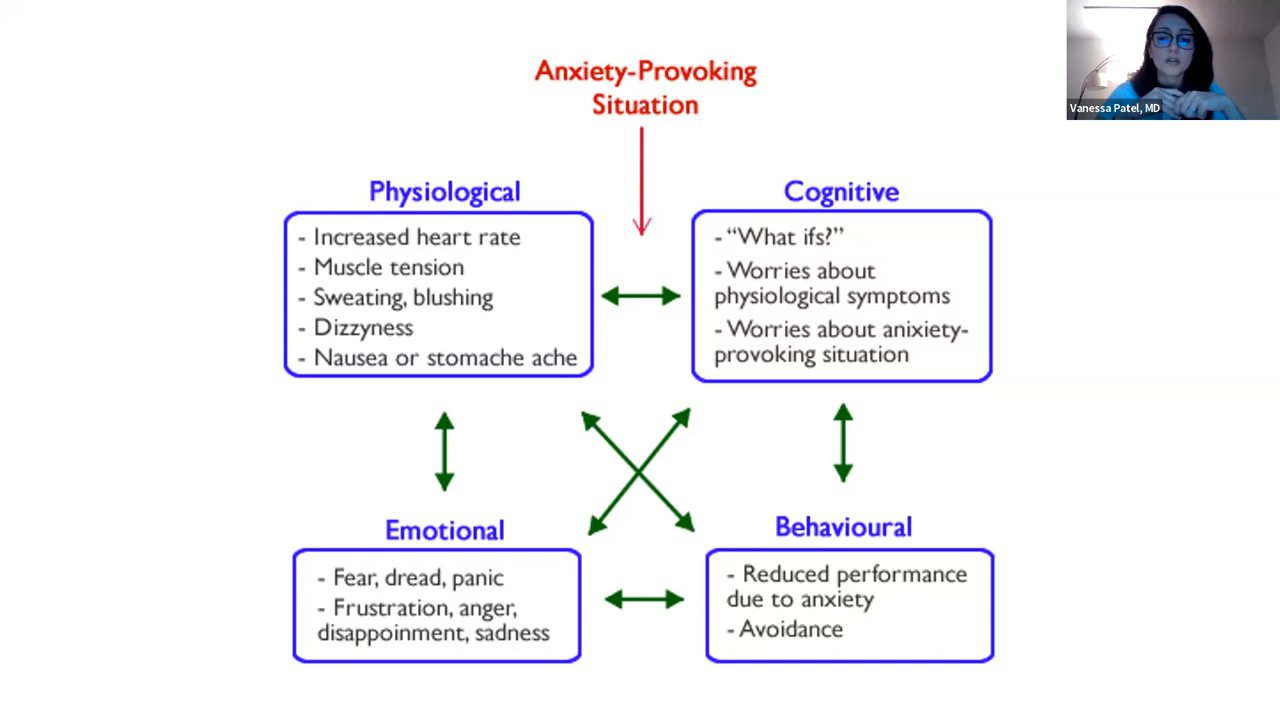 Anxiety-Provoking
Situation
Vanessa Patel, MD
Physiological
- Increased heart rate
- Muscle tension
- Sweating, blushing
- Dizzyness
- Nausea or stomache ache
Cognitive
- “What ifs?”
- Worries about
physiological symptoms
- Worries about anixiety-
provoking situation
Emotional
- Fear, dread, panic
- Frustration, anger,
disappoinment, sadness
Behavioural
- Reduced performance
due to anxiety
- Avoidance